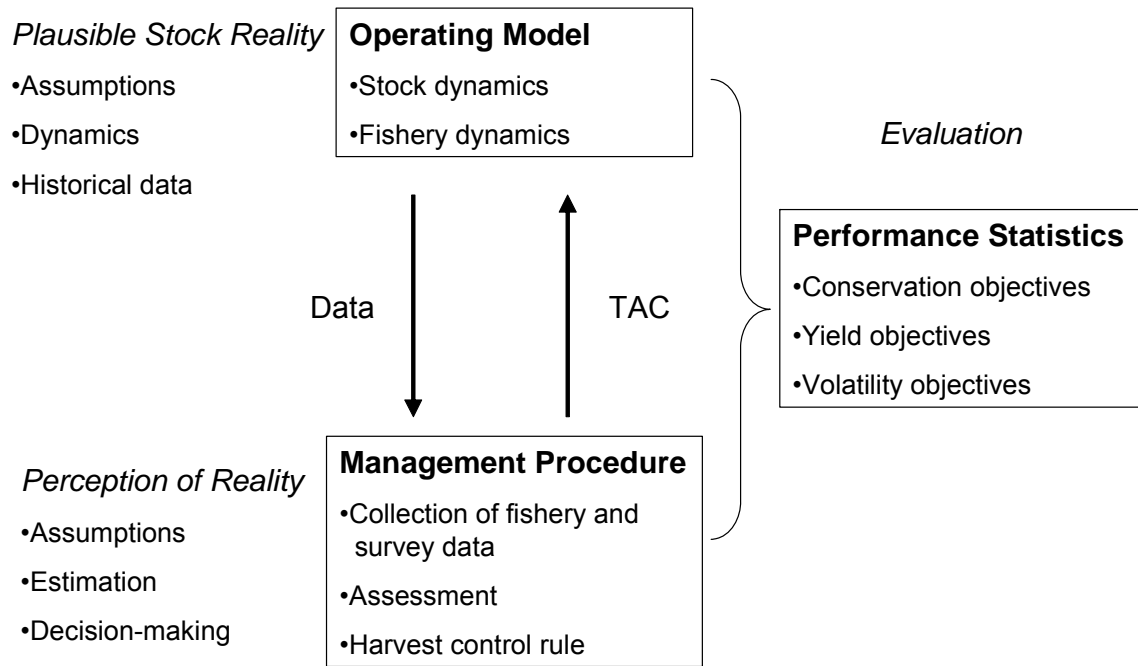 Plausible Stock Reality
•Assumptions
•Dynamics
•Historical data
Operating Model
•Stock dynamics
•Fishery dynamics
Evaluation
Performance Statistics
•Conservation objectives
•Yield objectives
•Volatility objectives
Data
TAC
Perception of Reality
•Assumptions
•Estimation
•Decision-making
Management Procedure
•Collection of fishery and
survey data
•Assessment
•Harvest control rule